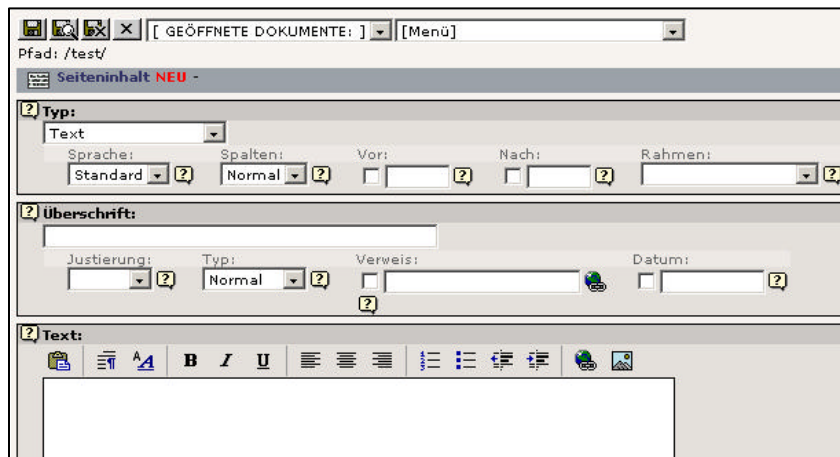 [ GEÖFFNETE DOKUMENTE: ] [Menü]
Pfad: /test/
Seiteninhalt NEU -
Typ:
Text
Sprache: Spalten: Vor: Nach: Rahmen:
Standard Normal
Überschrift:
Justierung: Typ: Verweis: Datum:
Normal
Text:
B I U